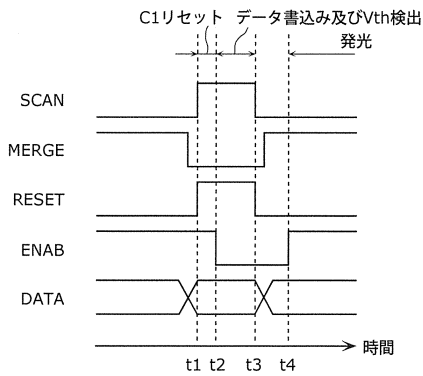 C1リセット データ書込み及びVth検出
発光
SCAN
MERGE
RESET
ENAB
DATA
時間
t1 t2 t3 t4